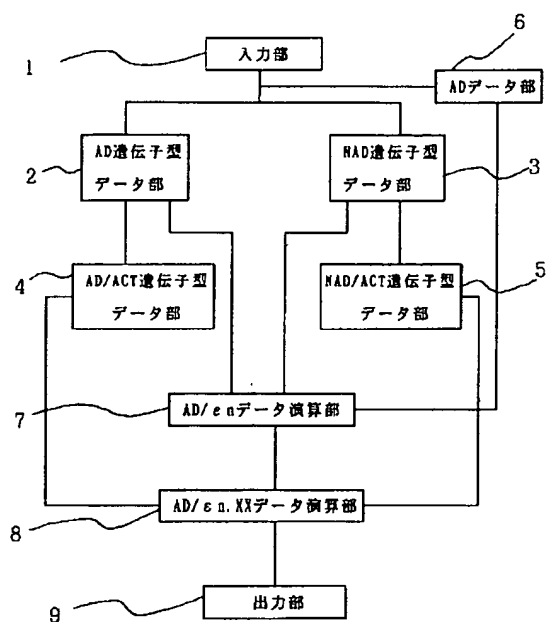 6
1
入力部
ADデータ部
2
AD遺伝子型
データ部
NAD遺伝子型
データ部
3
4
AD/ACT遺伝子型
データ部
NAD/ACT遺伝子型
データ部
5
7
AD/εnデータ演算部
8
AD/εn.XXデータ演算部
9
出力部